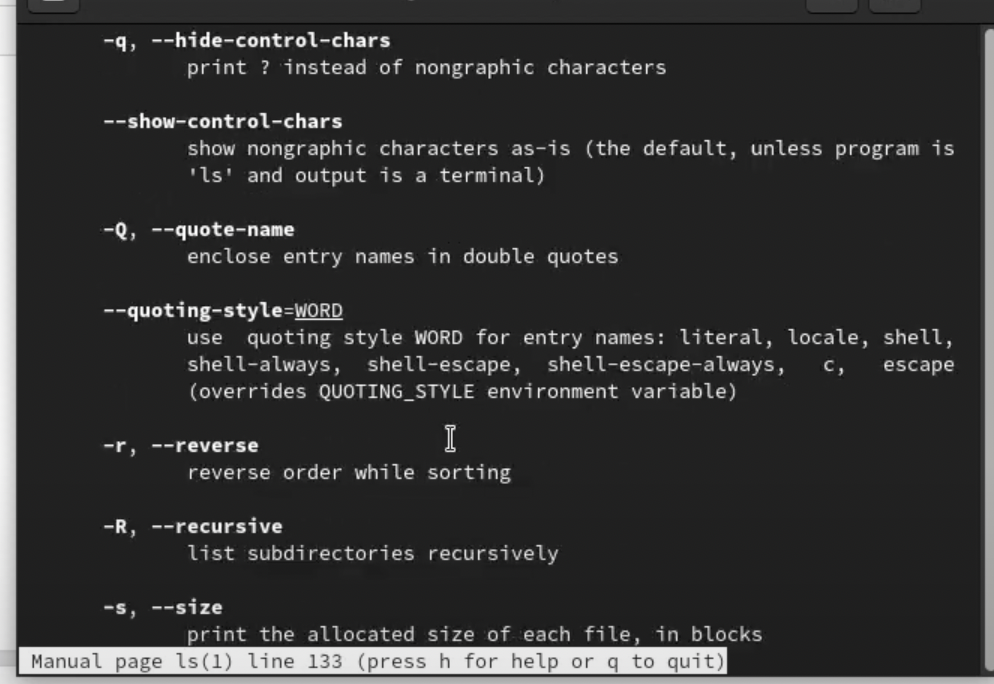 -q, --hide-control-chars
print ? instead of nongraphic characters
--show-control-chars
show nongraphic characters as-is (the default, unless program is
'ls' and output is a terminal)
-Q, --quote-name
enclose entry names in double quotes
--quoting-style=WORD
use  quoting style WORD for entry names: literal, locale, shell,
shell-always,  shell-escape,  shell-escape-always,   c,   escape
(overrides QUOTING_STYLE environment variable)
-r, --reverse
reverse order while sorting
-R, --recursive
list subdirectories recursively
-s, --size
print the allocated size of each file, in blocks
Manual page ls(1) line 133 (press h for help or q to quit)